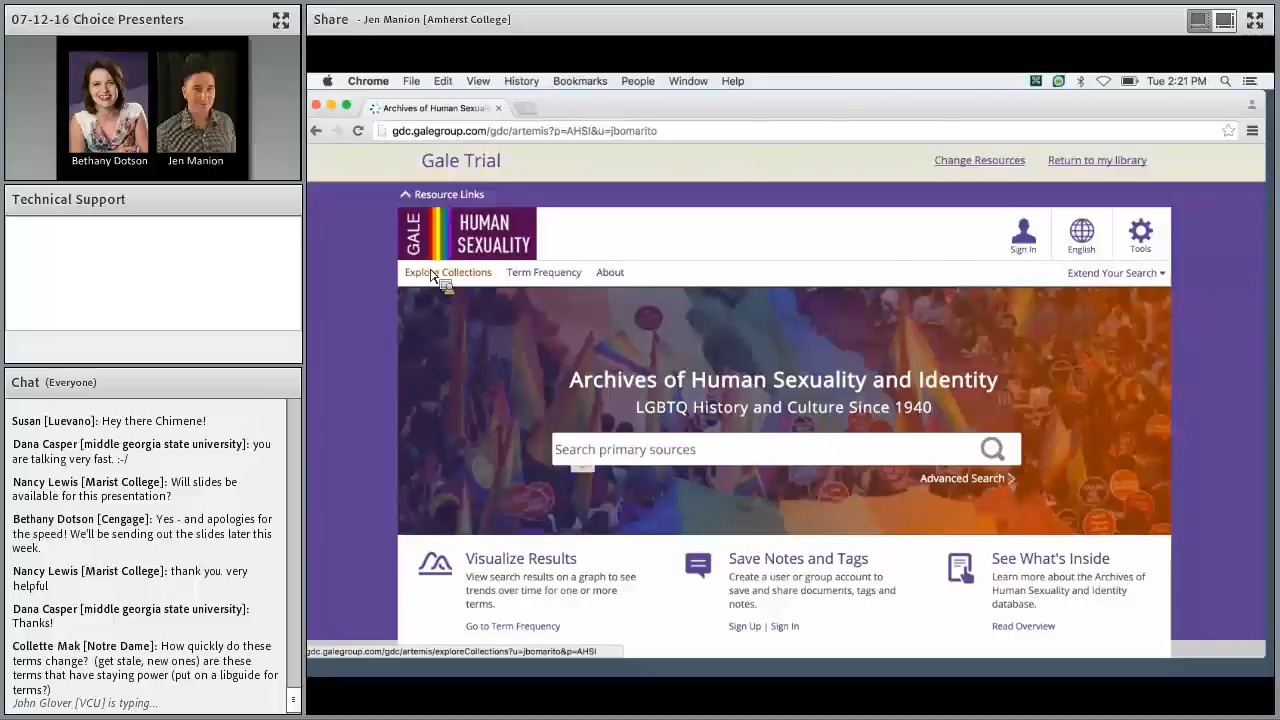 07-12-16 Choice Presenters
Bethany Dotson
Jen Manion
Technical Support
Chat (Everyone)
Susan [Luevano]: Hey there Chimene!
Dana Casper [middle georgia state university]: you
are talking very fast. :-/
Nancy Lewis [Marist College]: Will slides be
available for this presentation?
Bethany Dotson [Cengage]: Yes - and apologies for
the speed! We'll be sending out the slides later this
week.
Nancy Lewis [Marist College]: thank you. very
helpful
Dana Casper [middle georgia state university]:
Thanks!
Collette Mak [Notre Dame]: How quickly do these
terms change? (get stale, new ones) are these
terms that have staying power (put on a libguide for
terms?)
John Glover [VCU] is typing...
Share - Jen Manion [Amherst College]
Chrome File Edit View History Bookmarks People Window Help
Tue 2:21 PM
Archives of Human Sexuali
gdc.galegroup.com/gdc/artemis?p=AHSI&u=jbomarito
Gale Trial
Change Resources Return to my library
Resource Links
GALE
HUMAN
SEXUALITY
Sign In English Tools
Explore Collections Term Frequency About
Extend Your Search
Archives of Human Sexuality and Identity
LGBTQ History and Culture Since 1940
Search primary sources
Advanced Search
Visualize Results
View search results on a graph to see
trends over time for one or more
terms.
Go to Term Frequency
Save Notes and Tags
Create a user or group account to
save and share documents, tags and
notes.
Sign Up | Sign In
See What's Inside
Learn more about the Archives of
Human Sexuality and Identity
database.
Read Overview
gdc.galegroup.com/gdc/artemis/exploreCollections?u=jbomarito&p=AHSI